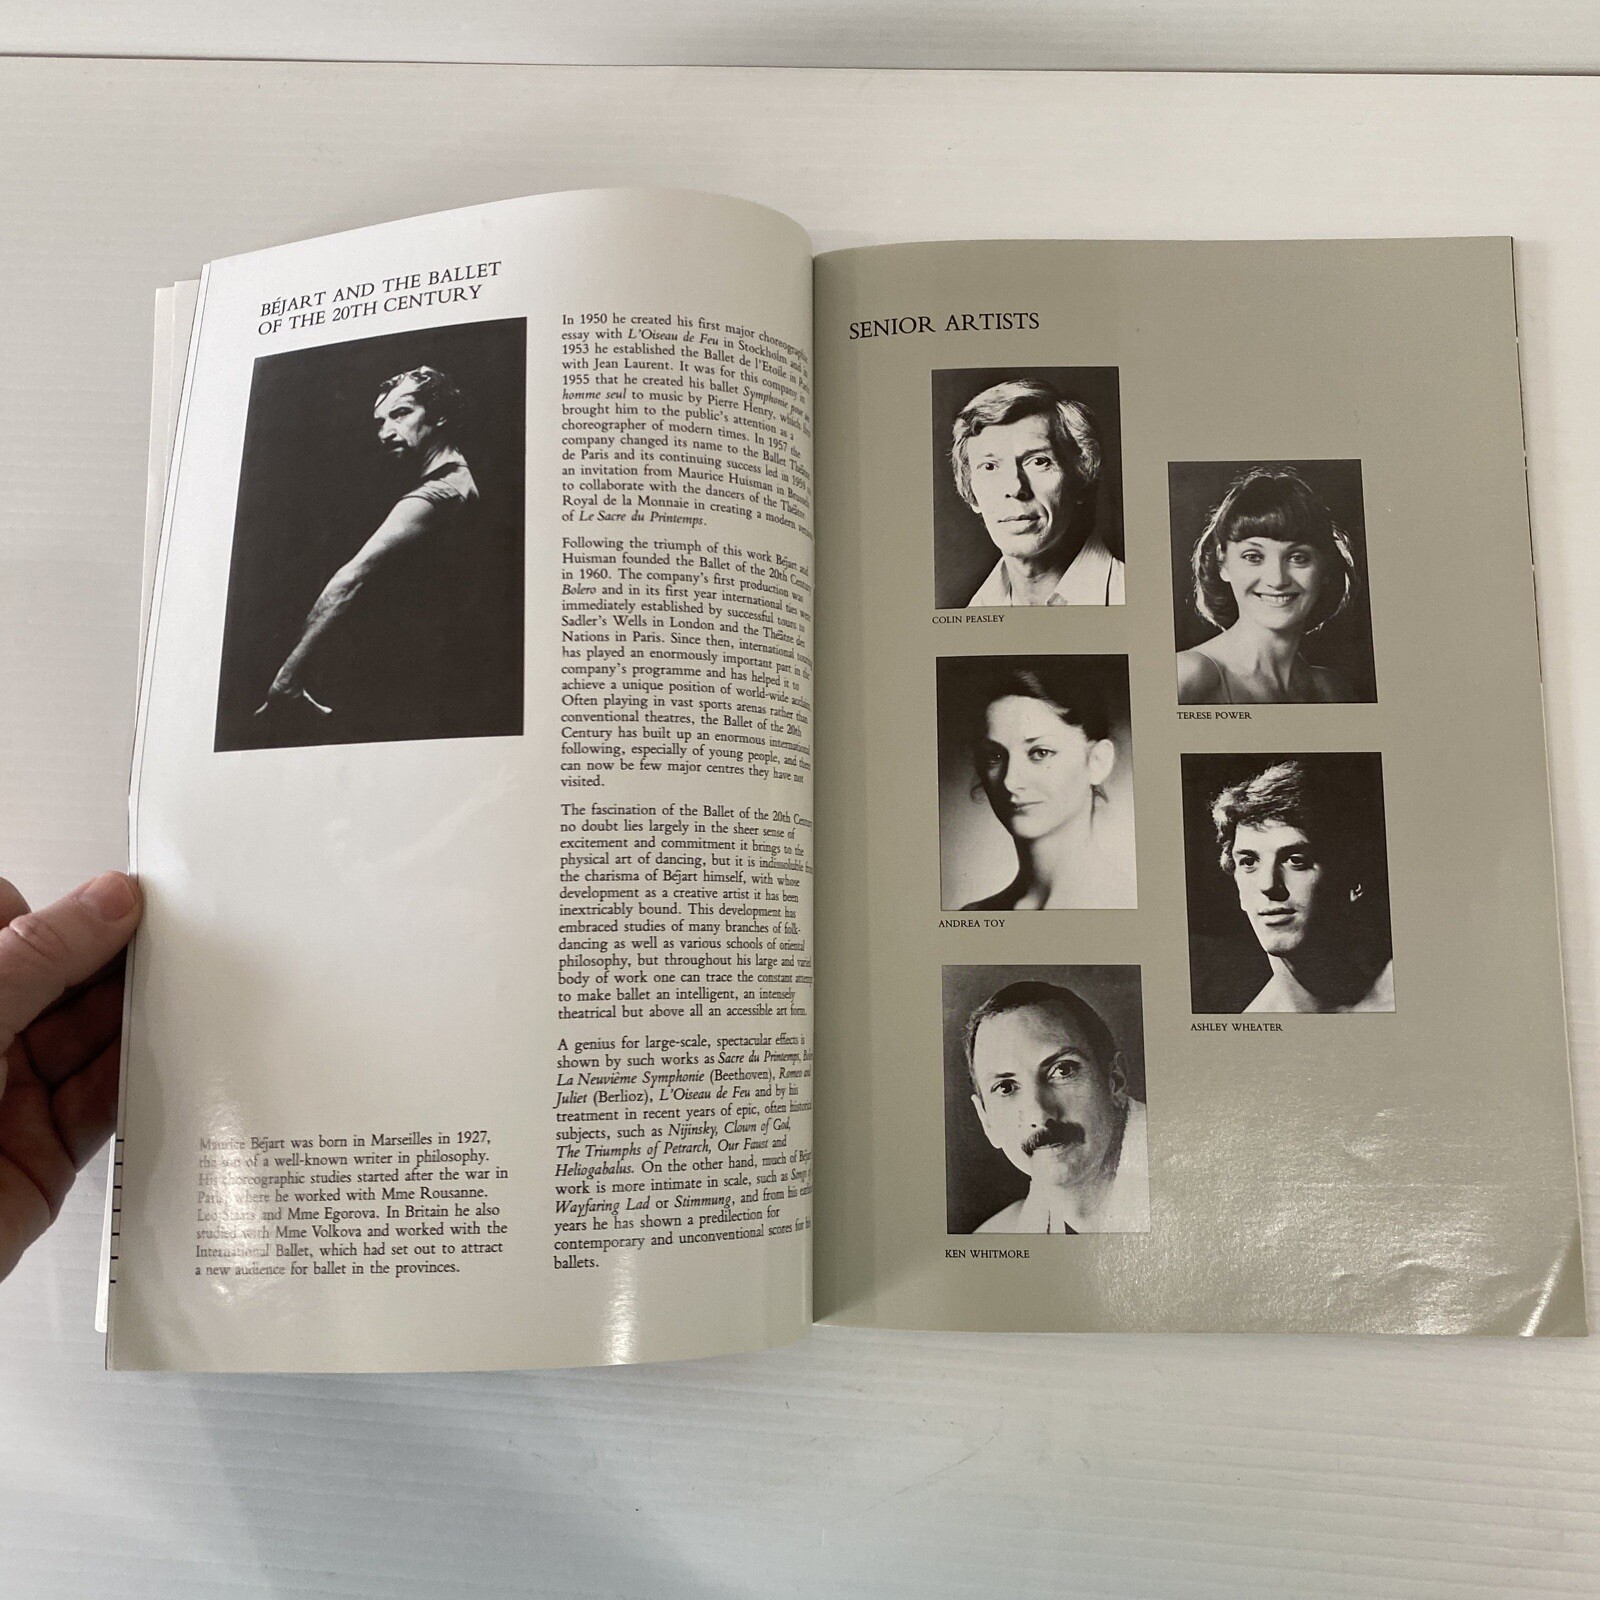 BÉJART AND THE BALLET
OF THE 20TH CENTURY
Maurice Béjart was born in Marseilles in 1927,
the son of a well-known writer in philosophy.
His choreographic studies started after the war in
Paris, where he worked with Mme Rousanne.
Leo Staats and Mme Egorova. In Britain he also
studied with Mme Volkova and worked with the
International Ballet, which had set out to attract
a new audience for ballet in the provinces.
In 1950 he created his first major choreographic
essay with L'Oiseau de Feu in Stockholm and in
1953 he established the Ballet de l'Etoile in Paris
with Jean Laurent. It was for this company in
1955 that he created his ballet Symphonie pour un
homme seul to music by Pierre Henry, which first
brought him to the public's attention as a
choreographer of modern times. In 1957 the
company changed its name to the Ballet Théâtre
de Paris and its continuing success led in 1959 to
an invitation from Maurice Huisman in Brussels
to collaborate with the dancers of the Théâtre
Royal de la Monnaie in creating a modern version
of Le Sacre du Printemps.
Following the triumph of this work Béjart and
Huisman founded the Ballet of the 20th Century
in 1960. The company's first production was
Bolero and in its first year international ties were
immediately established by successful tours to
Sadler's Wells in London and the Théâtre des
Nations in Paris. Since then, international touring
has played an enormously important part in the
company's programme and has helped it to
achieve a unique position of world-wide acclaim.
Often playing in vast sports arenas rather than
conventional theatres, the Ballet of the 20th
Century has built up an enormous international
following, especially of young people, and there
can now be few major centres they have not
visited.
The fascination of the Ballet of the 20th Century
no doubt lies largely in the sheer sense of
excitement and commitment it brings to the
physical art of dancing, but it is indissoluble from
the charisma of Béjart himself, with whose
development as a creative artist it has been
inextricably bound. This development has
embraced studies of many branches of folk-
dancing as well as various schools of oriental
philosophy, but throughout his large and varied
body of work one can trace the constant attempt
to make ballet an intelligent, an intensely
theatrical but above all an accessible art form.
A genius for large-scale, spectacular effects is
shown by such works as Sacre du Printemps,
La Neuvième Symphonie (Beethoven), Romeo and
Juliet (Berlioz), L'Oiseau de Feu and by his
treatment in recent years of epic, often historical
subjects, such as Nijinsky, Clown of God,
The Triumphs of Petrarch, Our Faust and
Heliogabalus. On the other hand, much of Béjart
work is more intimate in scale, such as Songs of
Wayfaring Lad or Stimmung, and from his earliest
years he has shown a predilection for
contemporary and unconventional scores for his
ballets.
SENIOR ARTISTS
COLIN PEASLEY
TERESE POWER
ANDREA TOY
ASHLEY WHEATER
KEN WHITMORE